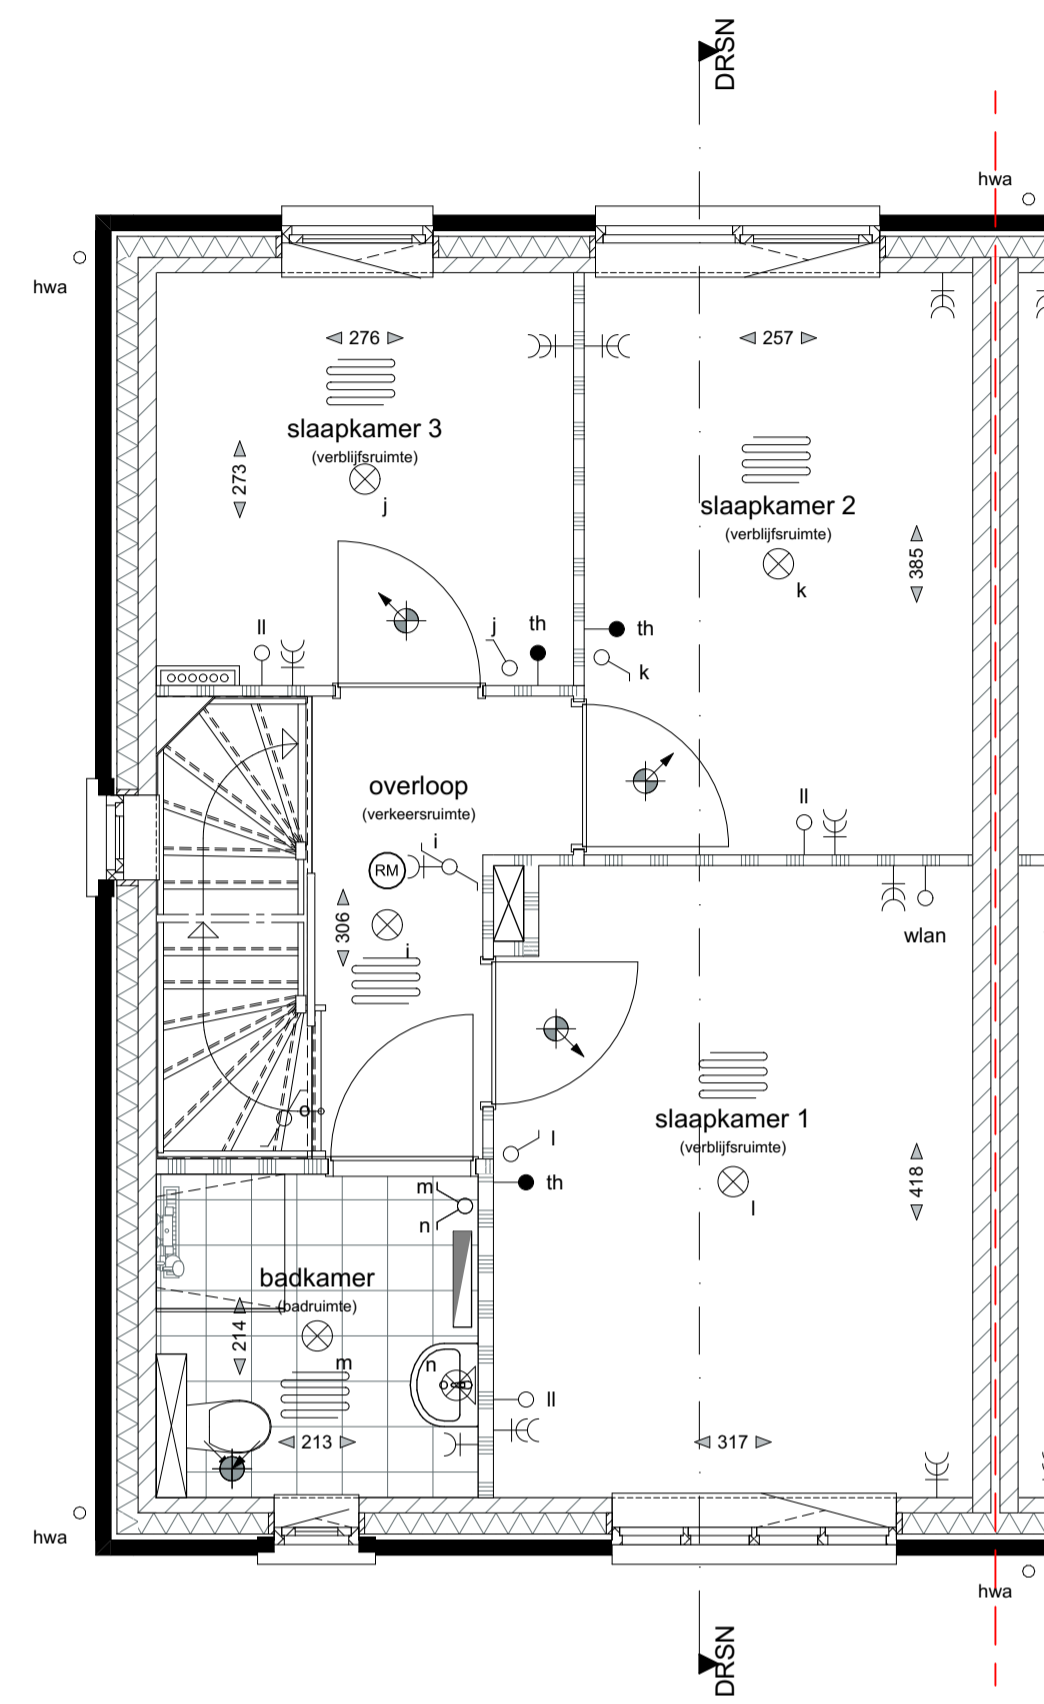 DRSN
hwa
hwa
276
257
slaapkamer 3
(verblijfsruimte)
273
j
slaapkamer 2
(verblijfsruimte)
385
k
ll
j
th
th
k
overloop
(verkeersruimte)
i
RM
306
i
ll
wlan
slaapkamer 1
(verblijfsruimte)
418
l
l
th
m
n
badkamer
(badruimte)
214
m
n
213
ll
317
hwa
hwa
DRSN